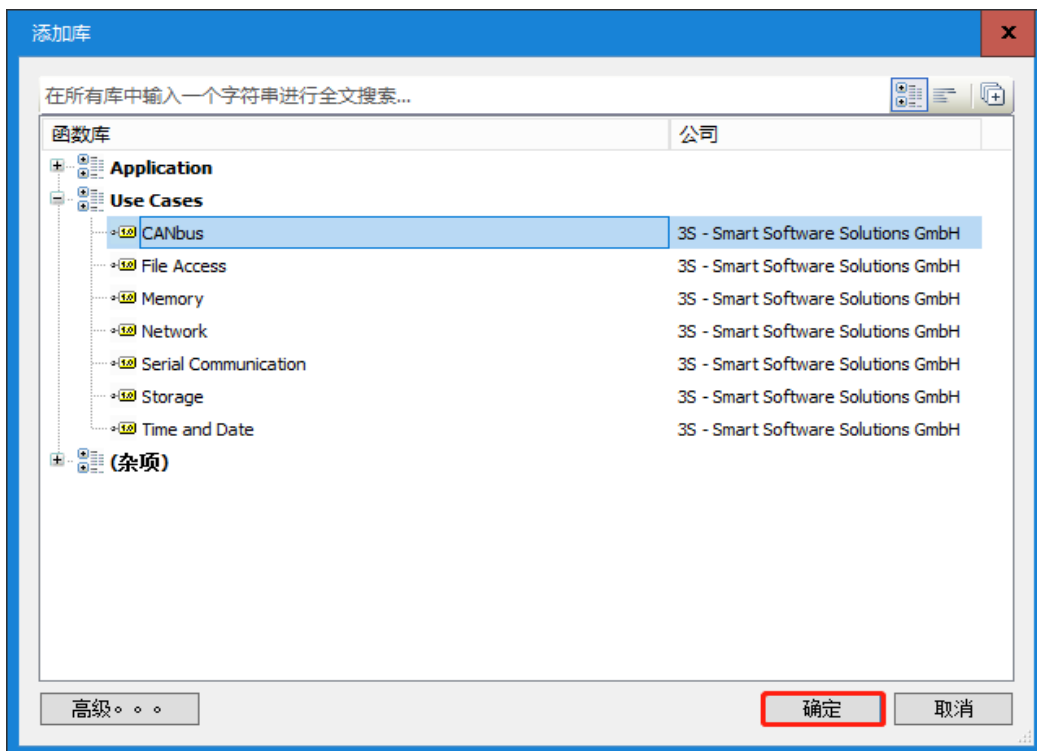 添加库
在所有库中输入一个字符串进行全文搜索...
函数库 公司
Application
Use Cases
CANbus 3S - Smart Software Solutions GmbH
File Access 3S - Smart Software Solutions GmbH
Memory 3S - Smart Software Solutions GmbH
Network 3S - Smart Software Solutions GmbH
Serial Communication 3S - Smart Software Solutions GmbH
Storage 3S - Smart Software Solutions GmbH
Time and Date 3S - Smart Software Solutions GmbH
(杂项)
高级。。。 确定 取消